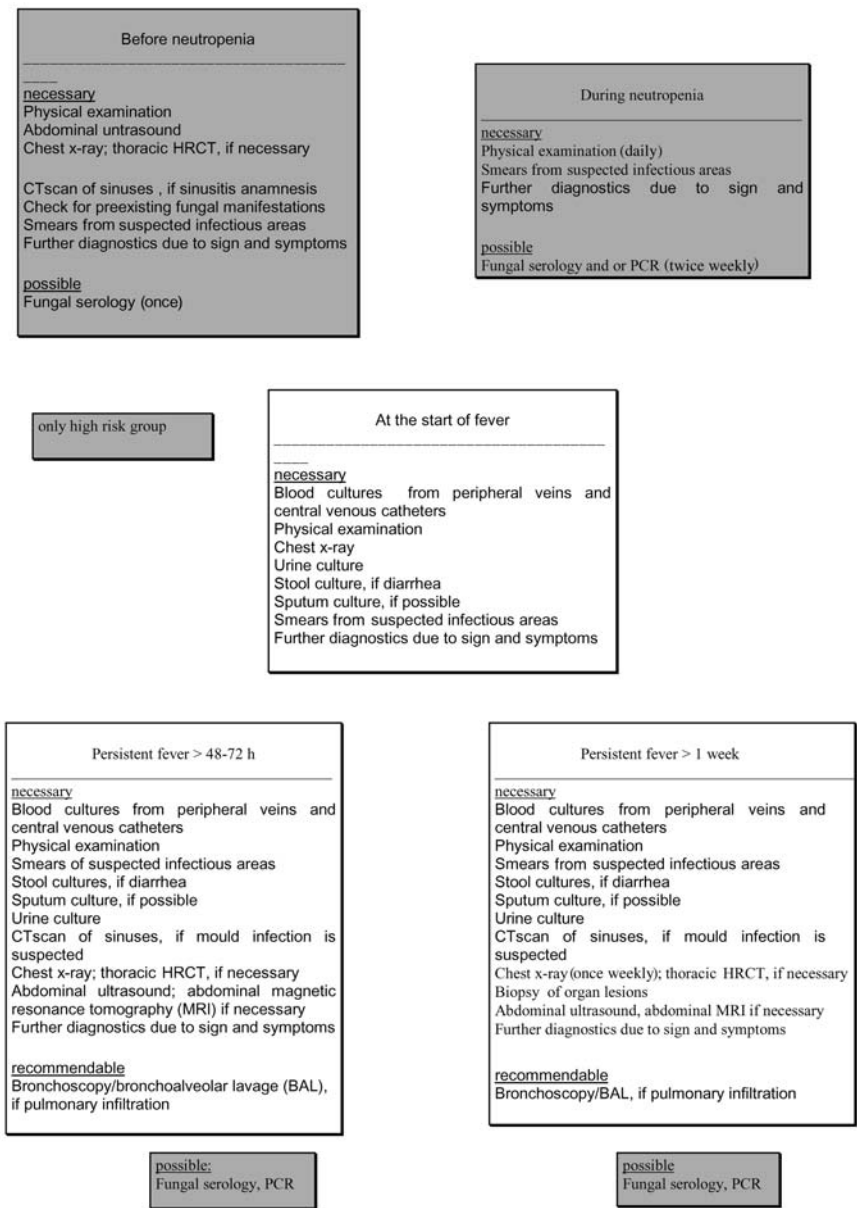 Before neutropenia
necessary
Physical examination
Abdominal untrasound
Chest x-ray; thoracic HRCT, if necessary
CTscan of sinuses , if sinusitis anamnesis
Check for preexisting fungal manifestations
Smears from suspected infectious areas
Further diagnostics due to sign and symptoms
possible
Fungal serology (once)
During neutropenia
necessary
Physical examination (daily)
Smears from suspected infectious areas
Further diagnostics due to sign and
symptoms
possible
Fungal serology and or PCR (twice weekly)
only high risk group
At the start of fever
necessary
Blood cultures from peripheral veins and
central venous catheters
Physical examination
Chest x-ray
Urine culture
Stool culture, if diarrhea
Sputum culture, if possible
Smears from suspected infectious areas
Further diagnostics due to sign and symptoms
Persistent fever > 48-72 h
necessary
Blood cultures from peripheral veins and
central venous catheters
Physical examination
Smears of suspected infectious areas
Stool cultures, if diarrhea
Sputum culture, if possible
Urine culture
CTscan of sinuses, if mould infection is
suspected
Chest x-ray; thoracic HRCT, if necessary
Abdominal ultrasound; abdominal magnetic
resonance tomography (MRI) if necessary
Further diagnostics due to sign and symptoms
recommendable
Bronchoscopy/bronchoalveolar lavage (BAL),
if pulmonary infiltration
possible:
Fungal serology, PCR
Persistent fever > 1 week
necessary
Blood cultures from peripheral veins and
central venous catheters
Physical examination
Smears from suspected infectious areas
Stool cultures, if diarrhea
Sputum culture, if possible
Urine culture
CTscan of sinuses, if mould infection is
suspected
Chest x-ray (once weekly); thoracic HRCT, if necessary
Biopsy of organ lesions
Abdominal ultrasound, abdominal MRI if necessary
Further diagnostics due to sign and symptoms
recommendable
Bronchoscopy/BAL, if pulmonary infiltration
possible
Fungal serology, PCR